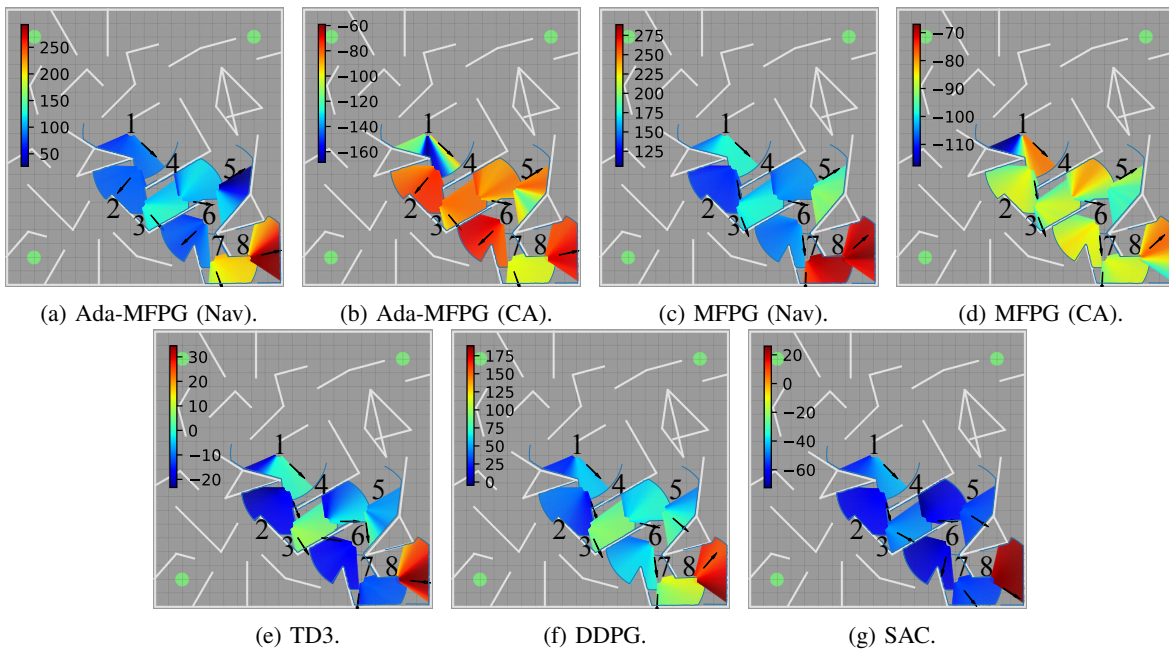 250 200 150 100 50
1 2 3 4 5 6 7 8
−60 −80 −100 −120 −140 −160
1 2 3 4 5 6 7 8
275 250 225 200 175 150 125
1 2 3 4 5 6 7 8
−70 −80 −90 −100 −110
1 2 3 4 5 6 7 8
(a) Ada-MFPG (Nav). (b) Ada-MFPG (CA). (c) MFPG (Nav). (d) MFPG (CA).
30 20 10 0 −10 −20
1 2 3 4 5 6 7 8
175 150 125 100 75 50 25 0
1 2 3 4 5 6 7 8
20 0 −20 −40 −60
1 2 3 4 5 6 7 8
(e) TD3. (f) DDPG. (g) SAC.